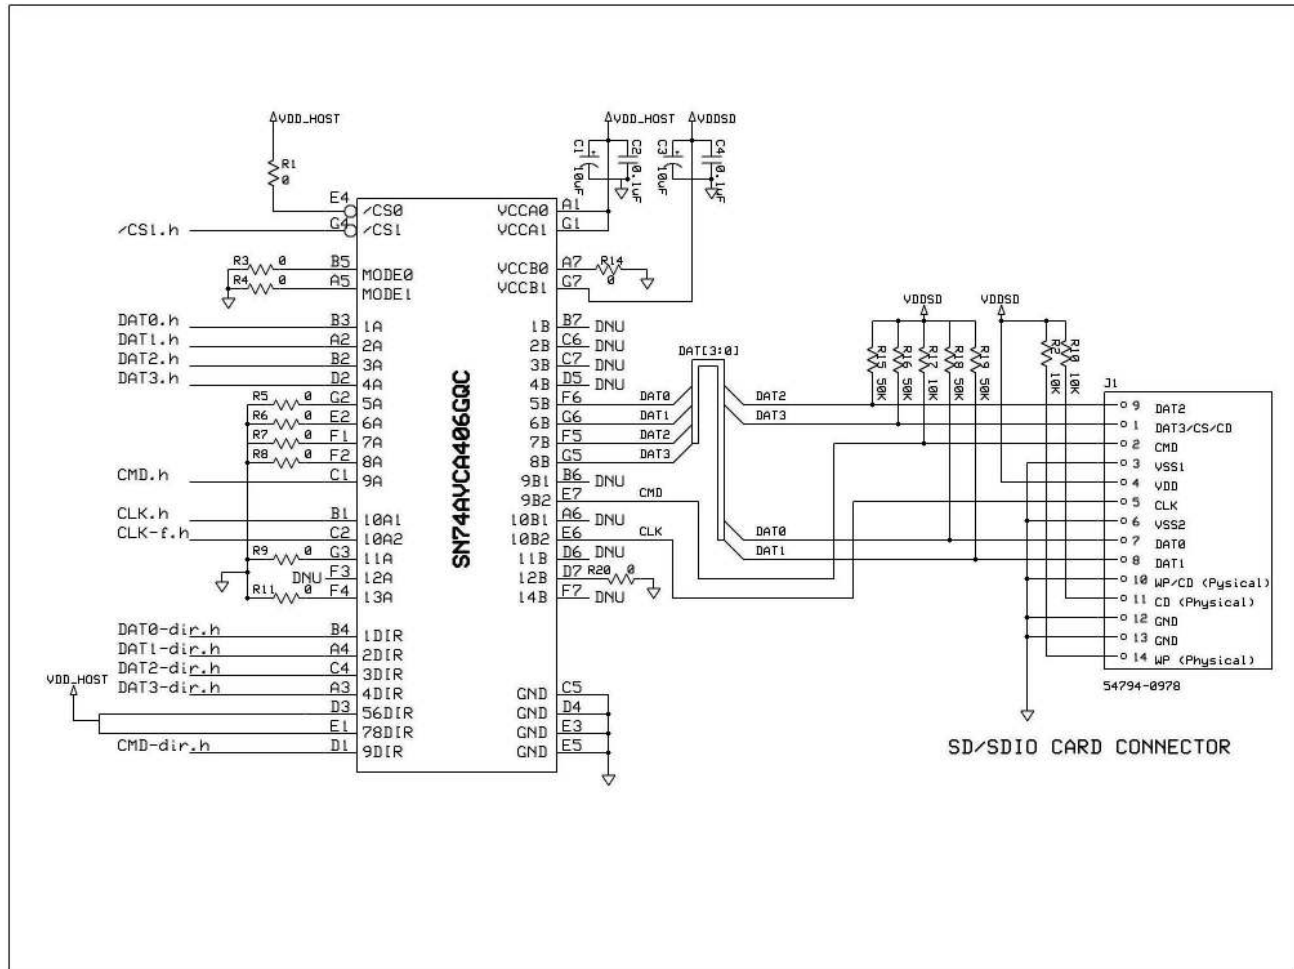 VDD_HOST
R1
0
VDD_HOST
VDDSD
C1 10uF
C2 0.1uF
C3 10uF
C4 0.1uF
E4 /CS0
/CS1.h G4 /CS1
R3 0 B5 MODE0
R4 0 A5 MODE1
DAT0.h B3 1A
DAT1.h A2 2A
DAT2.h B2 3A
DAT3.h D2 4A
R5 0 G2 5A
R6 0 E2 6A
R7 0 F1 7A
R8 0 F2 8A
CMD.h C1 9A
CLK.h B1 10A1
CLK-f.h C2 10A2
R9 0 G3 11A
DNU F3 12A
R11 0 F4 13A
DAT0-dir.h B4 1DIR
DAT1-dir.h A4 2DIR
DAT2-dir.h C4 3DIR
DAT3-dir.h A3 4DIR
VDD_HOST
D3 56DIR
E1 78DIR
CMD-dir.h D1 9DIR
SN74AVCA406GQC
VCCA0 A1
VCCA1 G1
VCCB0 A7 R14 0
VCCB1 G7
1B B7 DNU
2B C6 DNU
3B C7 DNU
4B D5 DNU
5B F6 DAT0
6B G6 DAT1
7B F5 DAT2
8B G5 DAT3
9B1 B6 DNU
9B2 E7 CMD
10B1 A6 DNU
10B2 E6 CLK
11B D6 DNU
12B D7 R20 0
14B F7 DNU
GND C5
GND D4
GND E3
GND E5
DAT[3:0]
DAT2
DAT3
DAT0
DAT1
VDDSD
VDDSD
R15 50K
R16 50K
R17 10K
R18 50K
R19 50K
R2 10K
R10 10K
J1
9 DAT2
1 DAT3/CS/CD
2 CMD
3 VSS1
4 VDD
5 CLK
6 VSS2
7 DAT0
8 DAT1
10 WP/CD (Pysical)
11 CD (Physical)
12 GND
13 GND
14 WP (Physical)
54794-0978
SD/SDIO CARD CONNECTOR